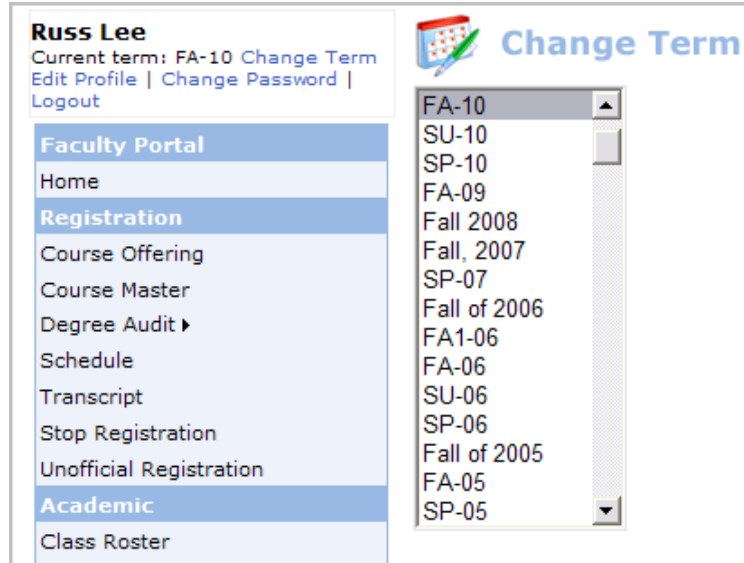 Russ Lee
Current term: FA-10 Change Term
Edit Profile | Change Password |
Logout
Faculty Portal
Home
Registration
Course Offering
Course Master
Degree Audit
Schedule
Transcript
Stop Registration
Unofficial Registration
Academic
Class Roster
Change Term
FA-10
SU-10
SP-10
FA-09
Fall 2008
Fall, 2007
SP-07
Fall of 2006
FA1-06
FA-06
SU-06
SP-06
Fall of 2005
FA-05
SP-05